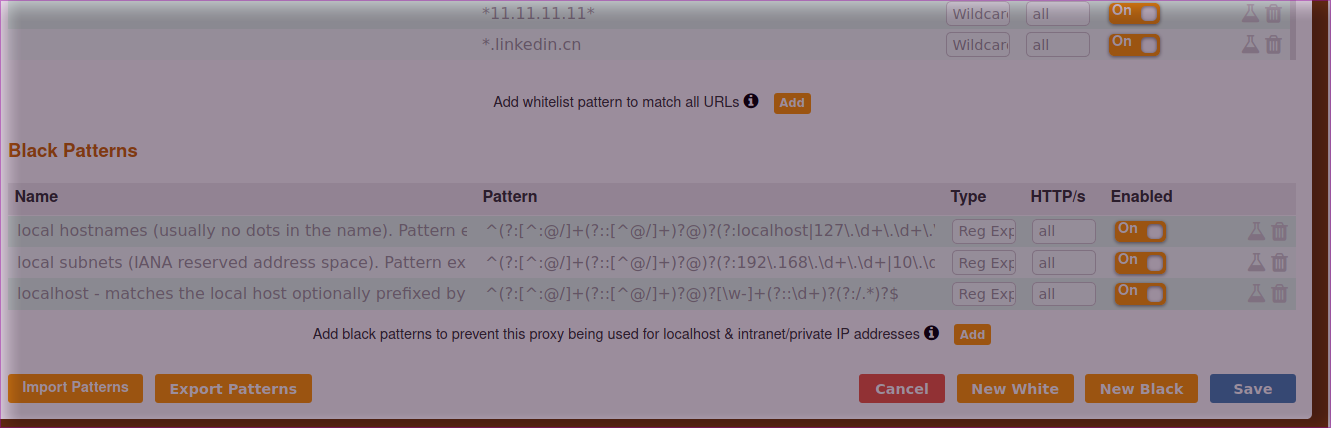 *11.11.11.11* Wildcar all On
*.linkedin.cn Wildcar all On
Add whitelist pattern to match all URLs Add
Black Patterns
Name Pattern Type HTTP/s Enabled
local hostnames (usually no dots in the name). Pattern e ^(?:[^:@/]+(?::[^@/]+)?@)?(?:localhost|127\.\d+\.\d+\.' Reg Exp all On
local subnets (IANA reserved address space). Pattern ex ^(?:[^:@/]+(?::[^@/]+)?@)?(?:192\.168\.\d+\.\d+|10\.\d Reg Exp all On
localhost - matches the local host optionally prefixed by ^(?:[^:@/]+(?::[^@/]+)?@)?[\w-]+(?::\d+)?(?:/.*)?$ Reg Exp all On
Add black patterns to prevent this proxy being used for localhost & intranet/private IP addresses Add
Import Patterns Export Patterns Cancel New White New Black Save